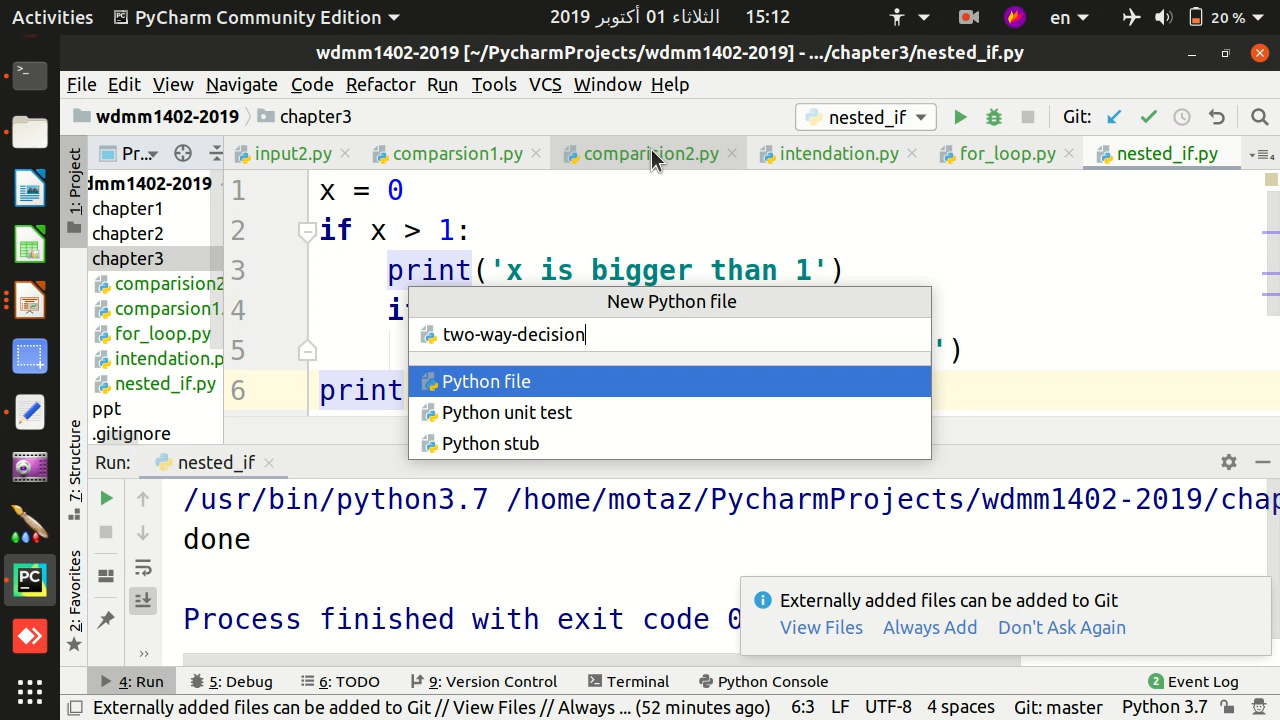 Activities PyCharm Community Edition 2019 الثلاثاء 01 أكتوبر 15:12 en 20 %
wdmm1402-2019 [~/PycharmProjects/wdmm1402-2019] - .../chapter3/nested_if.py
File Edit View Navigate Code Refactor Run Tools VCS Window Help
wdmm1402-2019 chapter3 nested_if Git:
1: Project Pr... input2.py comparsion1.py comparision2.py intendation.py for_loop.py nested_if.py 4
dmm1402-2019
chapter1
chapter2
chapter3
comparision2
comparsion1.
for_loop.py
intendation.p
nested_if.py
ppt
.gitignore
1 x = 0
2 if x > 1:
3 print('x is bigger than 1')
4 i
5 ')
6 print
New Python file
two-way-decision
Python file
Python unit test
Python stub
7: Structure
2: Favorites
Run: nested_if
/usr/bin/python3.7 /home/motaz/PycharmProjects/wdmm1402-2019/chap
done
Process finished with exit code 0
Externally added files can be added to Git
View Files Always Add Don't Ask Again
4: Run 5: Debug 6: TODO 9: Version Control Terminal Python Console 2 Event Log
Externally added files can be added to Git // View Files // Always ... (52 minutes ago) 6:3 LF UTF-8 4 spaces Git: master Python 3.7